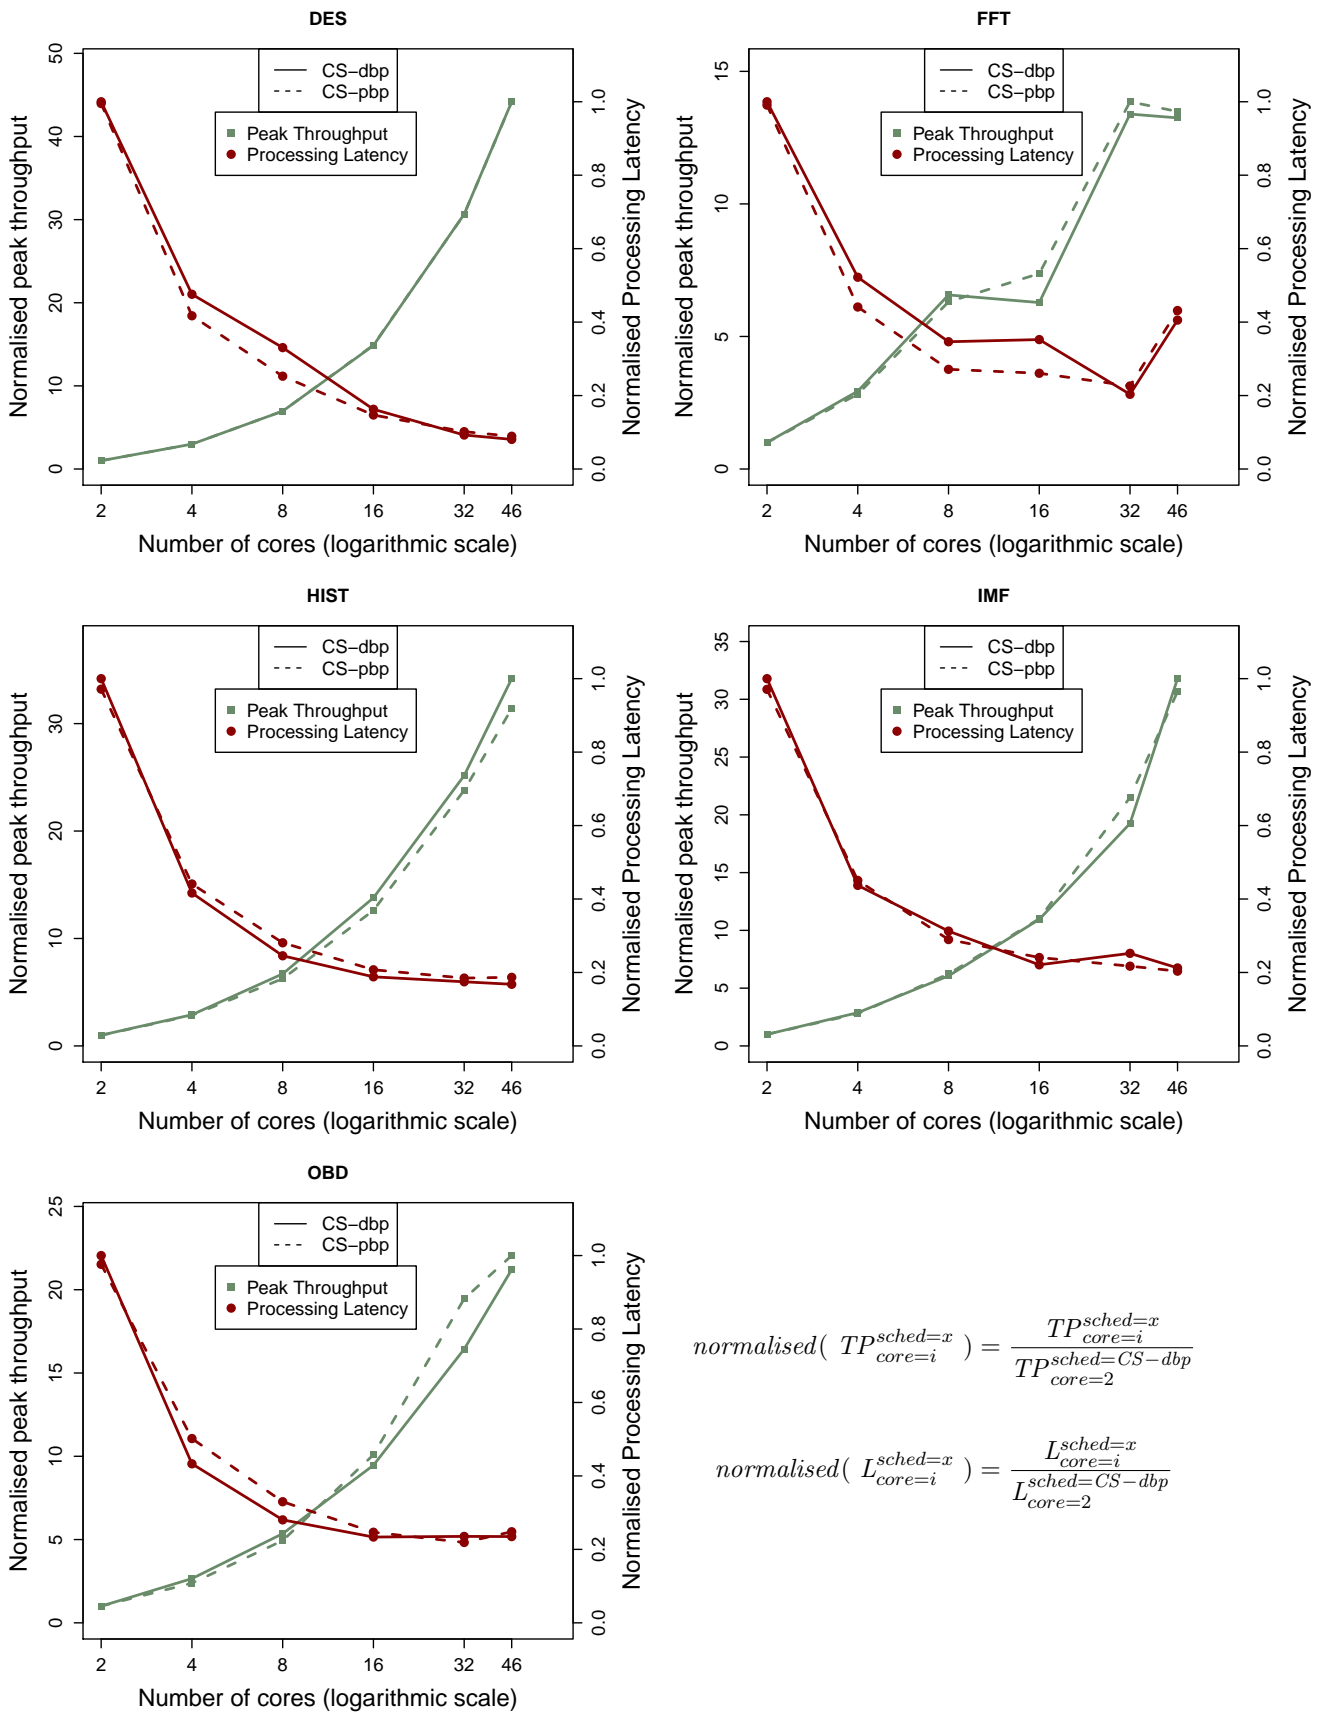 DES
CS−dbp
CS−pbp
Peak Throughput
Processing Latency
Normalised peak throughput
0 10 20 30 40 50
Normalised Processing Latency
0.0 0.2 0.4 0.6 0.8 1.0
2 4 8 16 32 46
Number of cores (logarithmic scale)
FFT
CS−dbp
CS−pbp
Peak Throughput
Processing Latency
Normalised peak throughput
0 5 10 15
Normalised Processing Latency
0.0 0.2 0.4 0.6 0.8 1.0
2 4 8 16 32 46
Number of cores (logarithmic scale)
HIST
CS−dbp
CS−pbp
Peak Throughput
Processing Latency
Normalised peak throughput
0 10 20 30
Normalised Processing Latency
0.0 0.2 0.4 0.6 0.8 1.0
2 4 8 16 32 46
Number of cores (logarithmic scale)
IMF
CS−dbp
CS−pbp
Peak Throughput
Processing Latency
Normalised peak throughput
0 5 10 15 20 25 30 35
Normalised Processing Latency
0.0 0.2 0.4 0.6 0.8 1.0
2 4 8 16 32 46
Number of cores (logarithmic scale)
OBD
CS−dbp
CS−pbp
Peak Throughput
Processing Latency
Normalised peak throughput
0 5 10 15 20 25
Normalised Processing Latency
0.0 0.2 0.4 0.6 0.8 1.0
2 4 8 16 32 46
Number of cores (logarithmic scale)
normalised( TP_{core=i}^{sched=x} ) = \frac{TP_{core=i}^{sched=x}}{TP_{core=2}^{sched=CS−dbp}}
normalised( L_{core=i}^{sched=x} ) = \frac{L_{core=i}^{sched=x}}{L_{core=2}^{sched=CS−dbp}}